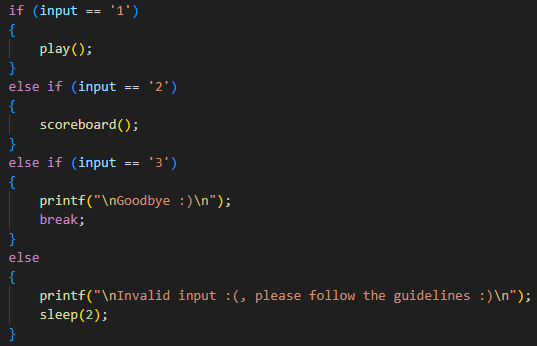 if (input == '1')
{
    play();
}
else if (input == '2')
{
    scoreboard();
}
else if (input == '3')
{
    printf("\nGoodbye :)\n");
    break;
}
else
{
    printf("\nInvalid input :(, please follow the guidelines :)\n");
    sleep(2);
}